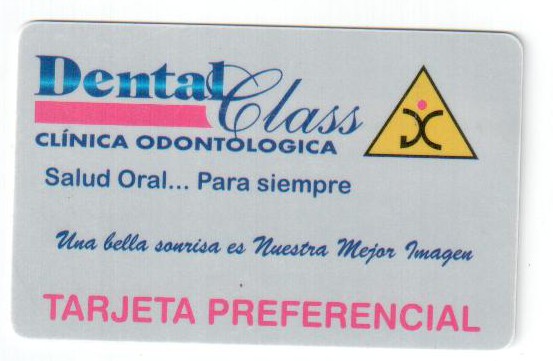 Dental Class
CLÍNICA ODONTOLOGICA
Salud Oral... Para siempre
Una bella sonrisa es Nuestra Mejor Imagen
TARJETA PREFERENCIAL